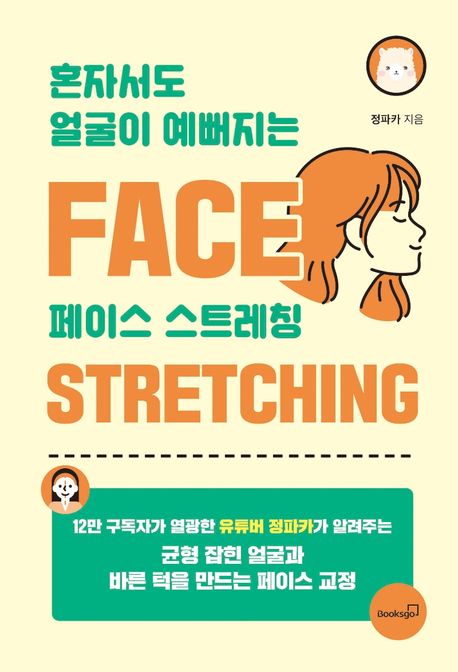 혼자서도
얼굴이 예뻐지는
정파카 지음
FACE
페이스 스트레칭
STRETCHING
12만 구독자가 열광한 유튜버 정파카가 알려주는
균형 잡힌 얼굴과
바른 턱을 만드는 페이스 교정
Booksgo